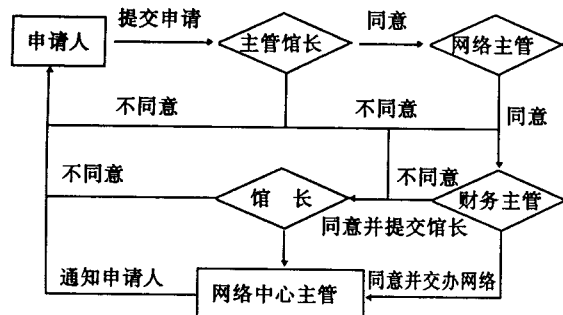 提交申请
同意
申请人
主管馆长
网络主管
不同意
不同意
同意
不同意
馆 长
不同意
财务主管
同意并提交馆长
通知申请人
网络中心主管
同意并交办网络